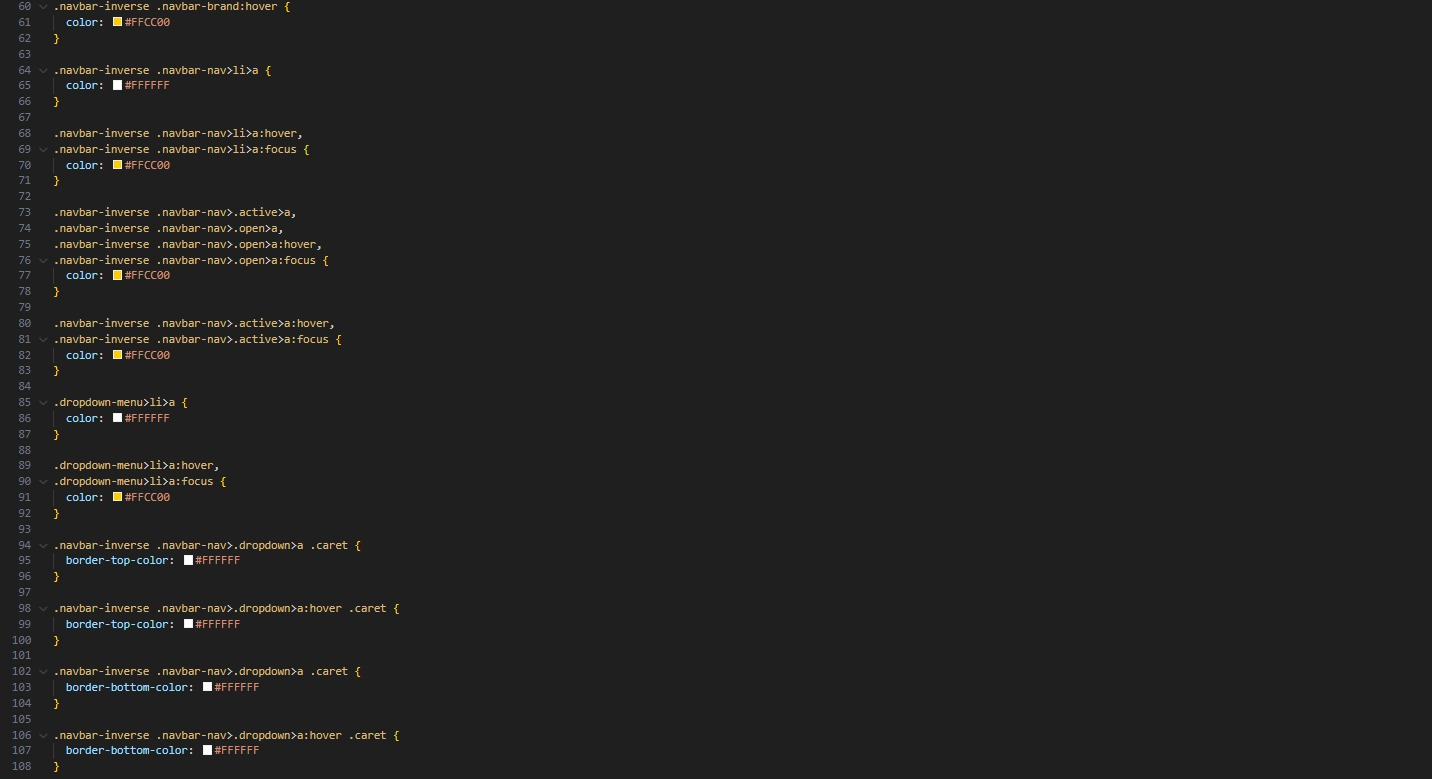 60 .navbar-inverse .navbar-brand:hover {
61   color: #FFCC00
62 }
63
64 .navbar-inverse .navbar-nav>li>a {
65   color: #FFFFFF
66 }
67
68 .navbar-inverse .navbar-nav>li>a:hover,
69 .navbar-inverse .navbar-nav>li>a:focus {
70   color: #FFCC00
71 }
72
73 .navbar-inverse .navbar-nav>.active>a,
74 .navbar-inverse .navbar-nav>.open>a,
75 .navbar-inverse .navbar-nav>.open>a:hover,
76 .navbar-inverse .navbar-nav>.open>a:focus {
77   color: #FFCC00
78 }
79
80 .navbar-inverse .navbar-nav>.active>a:hover,
81 .navbar-inverse .navbar-nav>.active>a:focus {
82   color: #FFCC00
83 }
84
85 .dropdown-menu>li>a {
86   color: #FFFFFF
87 }
88
89 .dropdown-menu>li>a:hover,
90 .dropdown-menu>li>a:focus {
91   color: #FFCC00
92 }
93
94 .navbar-inverse .navbar-nav>.dropdown>a .caret {
95   border-top-color: #FFFFFF
96 }
97
98 .navbar-inverse .navbar-nav>.dropdown>a:hover .caret {
99   border-top-color: #FFFFFF
100 }
101
102 .navbar-inverse .navbar-nav>.dropdown>a .caret {
103   border-bottom-color: #FFFFFF
104 }
105
106 .navbar-inverse .navbar-nav>.dropdown>a:hover .caret {
107   border-bottom-color: #FFFFFF
108 }